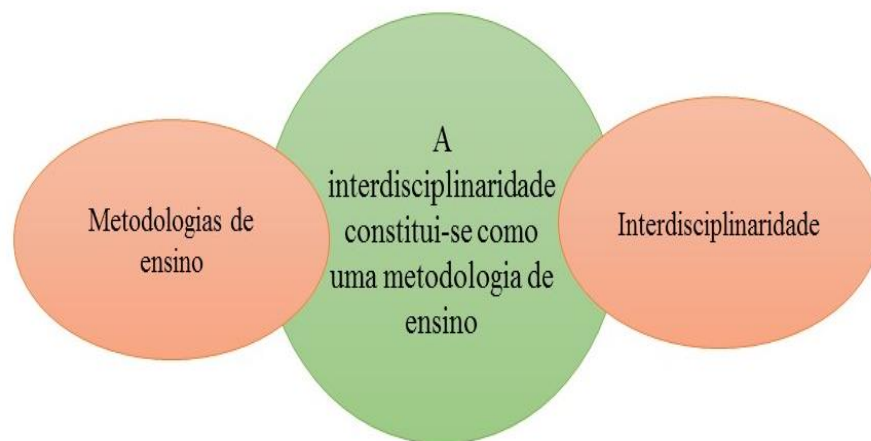 Metodologias de
ensino
A
interdisciplinaridade
constitui-se como
uma metodologia de
ensino
Interdisciplinaridade